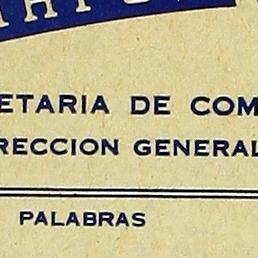 ETARIA DE COM
RECCION GENERAL
PALABRAS